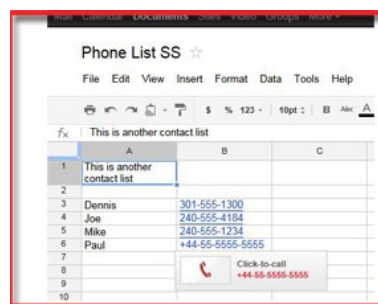 Mail Calendar Documents Sites Video Groups More
Phone List SS
File Edit View Insert Format Data Tools Help
$ % 123 10pt B Abc A
fx This is another contact list
A B C
1 This is another
contact list
2
3 Dennis 301-555-1300
4 Joe 240-555-4184
5 Mike 240-555-1234
6 Paul +44-55-5555-5555
7
8 Click-to-call
+44-55-5555-5555
9
10